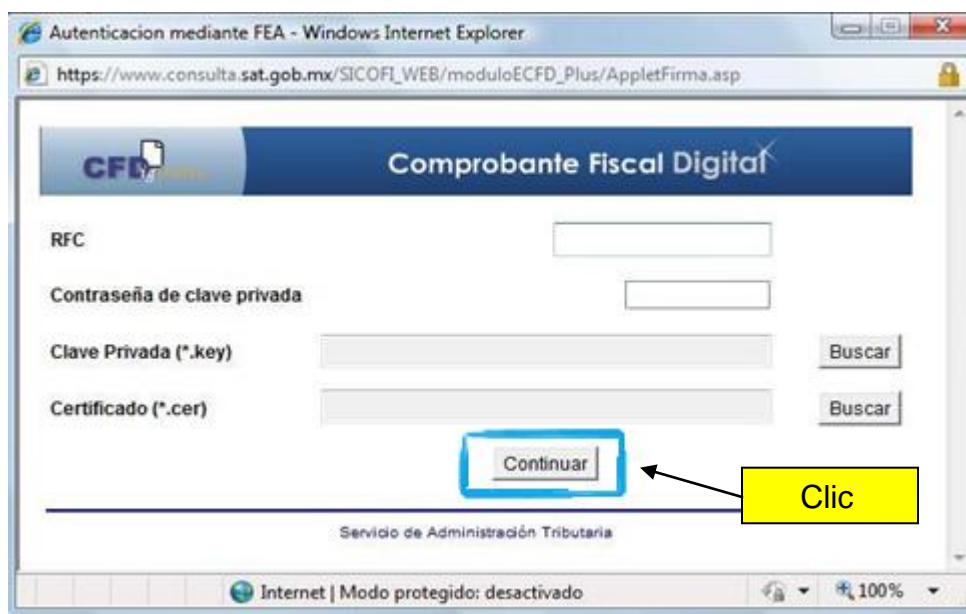 Autenticacion mediante FEA - Windows Internet Explorer
https://www.consulta.sat.gob.mx/SICOFI_WEB/moduloECFD_Plus/AppletFirma.asp
CFD
Comprobante Fiscal Digital
RFC
Contraseña de clave privada
Clave Privada (*.key) Buscar
Certificado (*.cer) Buscar
Continuar
Clic
Servicio de Administración Tributaria
Internet | Modo protegido: desactivado 100%